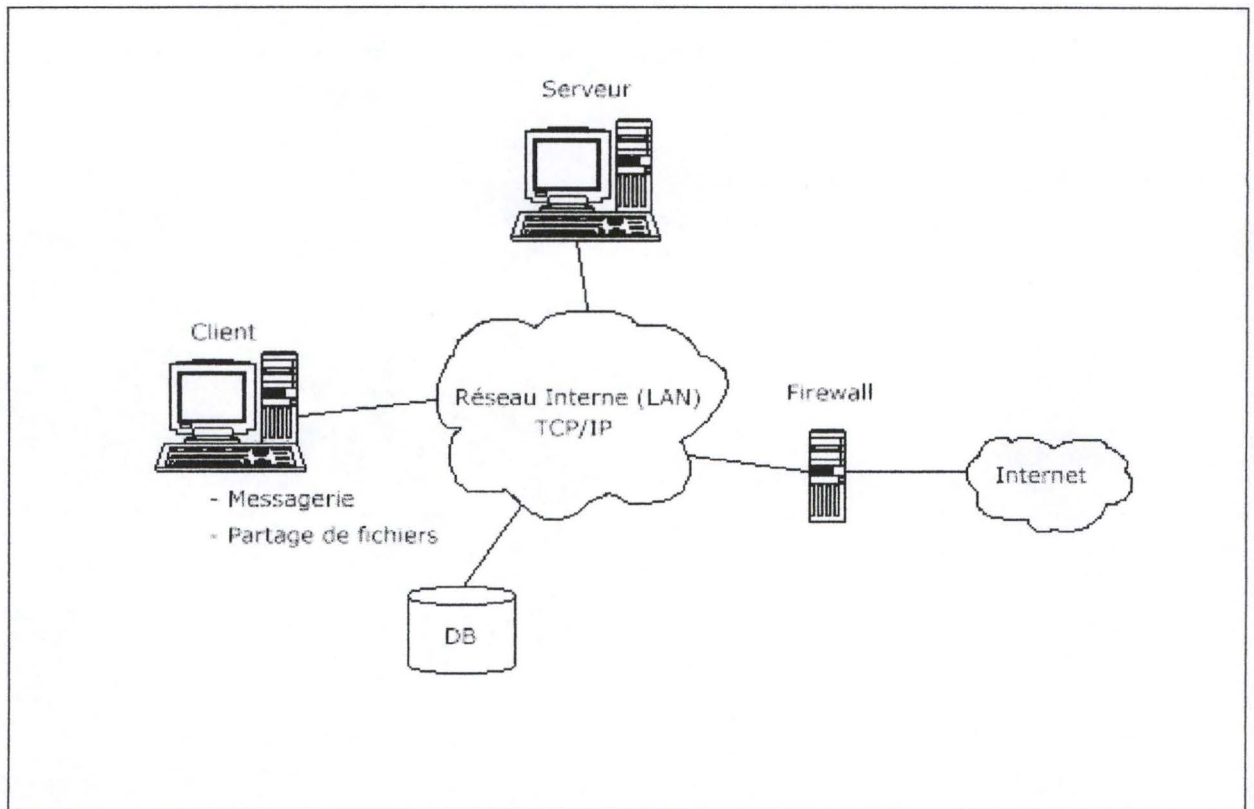 Serveur
Client
Réseau Interne (LAN)
TCP/IP
Firewall
Internet
- Messagerie
- Partage de fichiers
DB